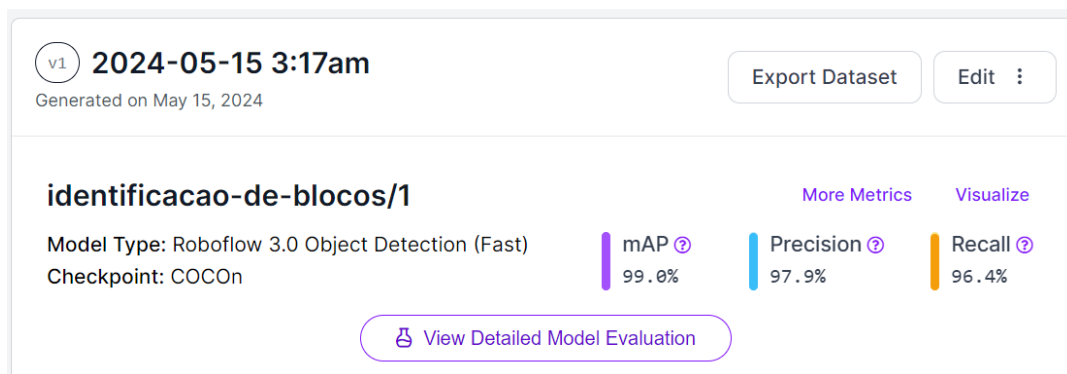 v1 2024-05-15 3:17am
Generated on May 15, 2024
Export Dataset
Edit
identificacao-de-blocos/1
More Metrics
Visualize
Model Type: Roboflow 3.0 Object Detection (Fast)
Checkpoint: COCOn
mAP ?
99.0%
Precision ?
97.9%
Recall ?
96.4%
View Detailed Model Evaluation